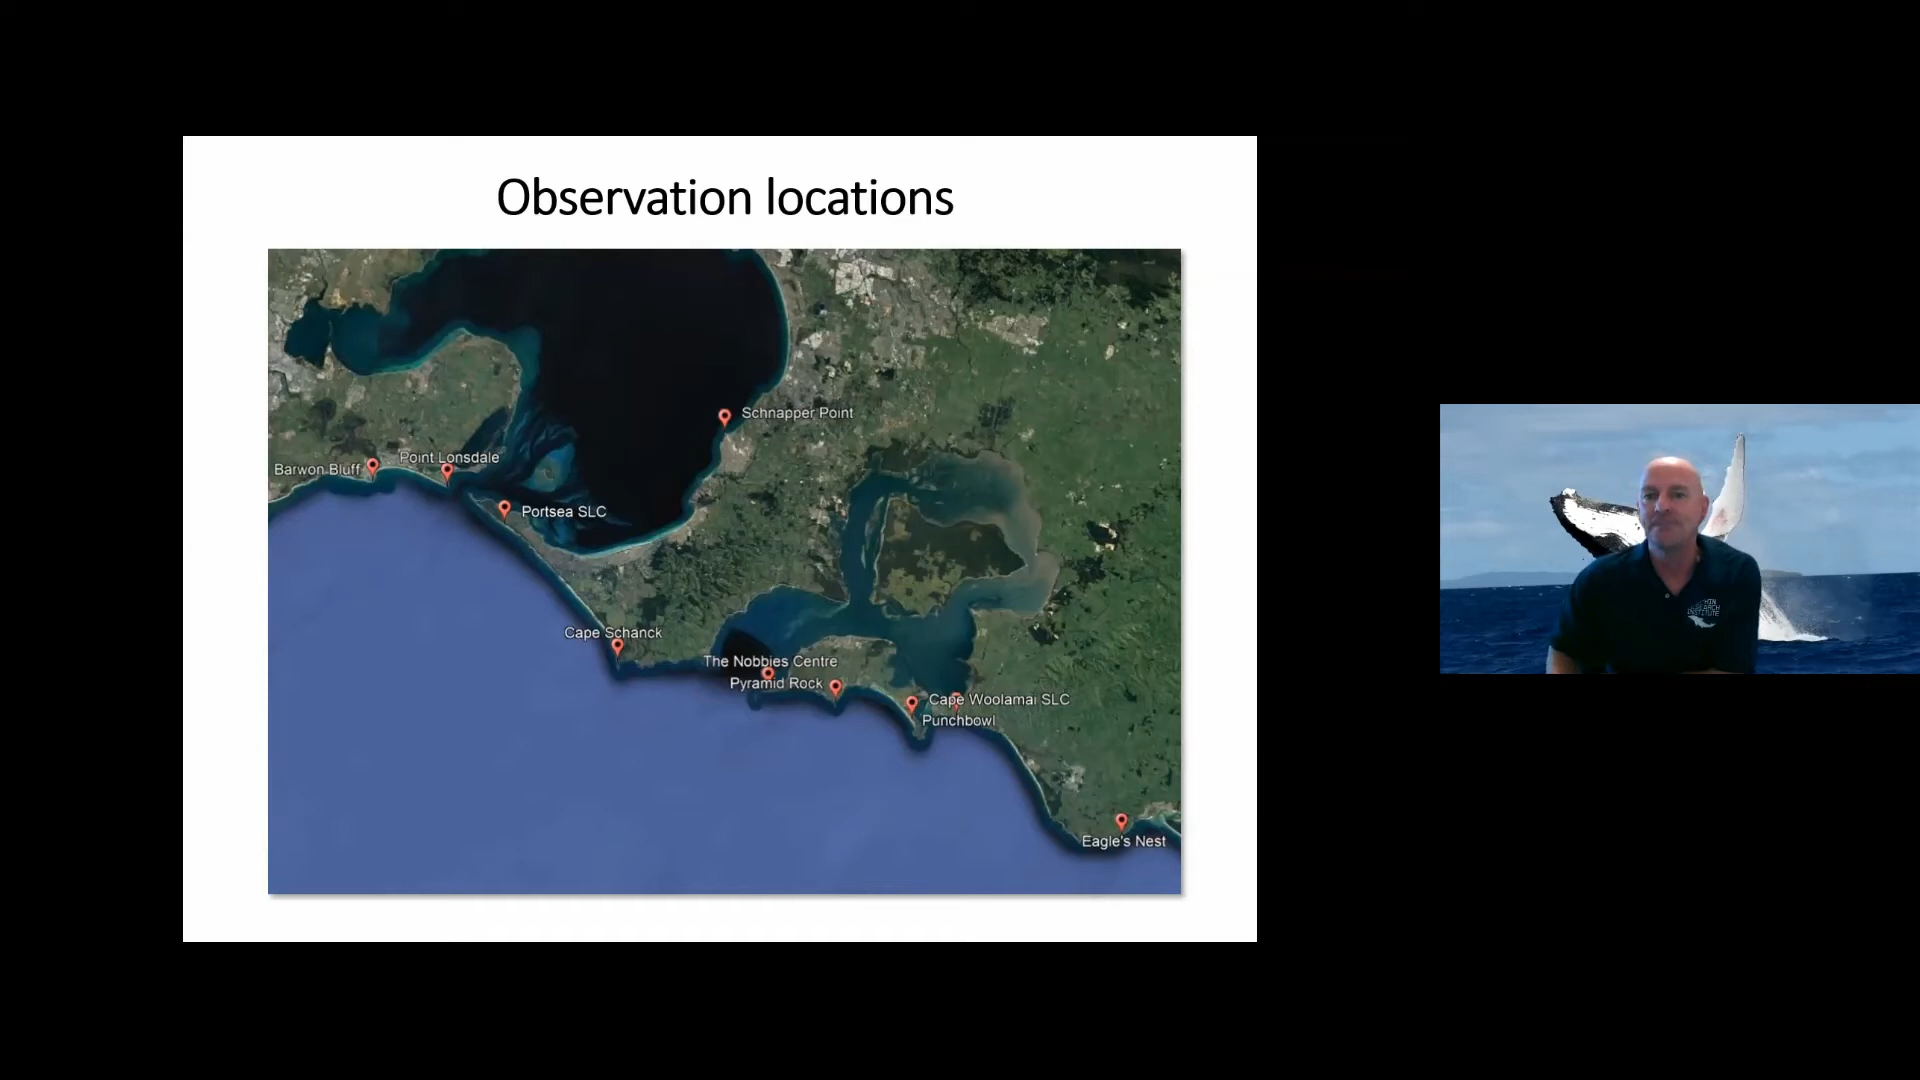 Observation locations
Schnapper Point
Point Lonsdale
Barwon Bluff
Portsea SLC
Cape Schanck
The Nobbies Centre
Pyramid Rock
Cape Woolamai SLC
Punchbowl
Eagle's Nest
INSTITUTE